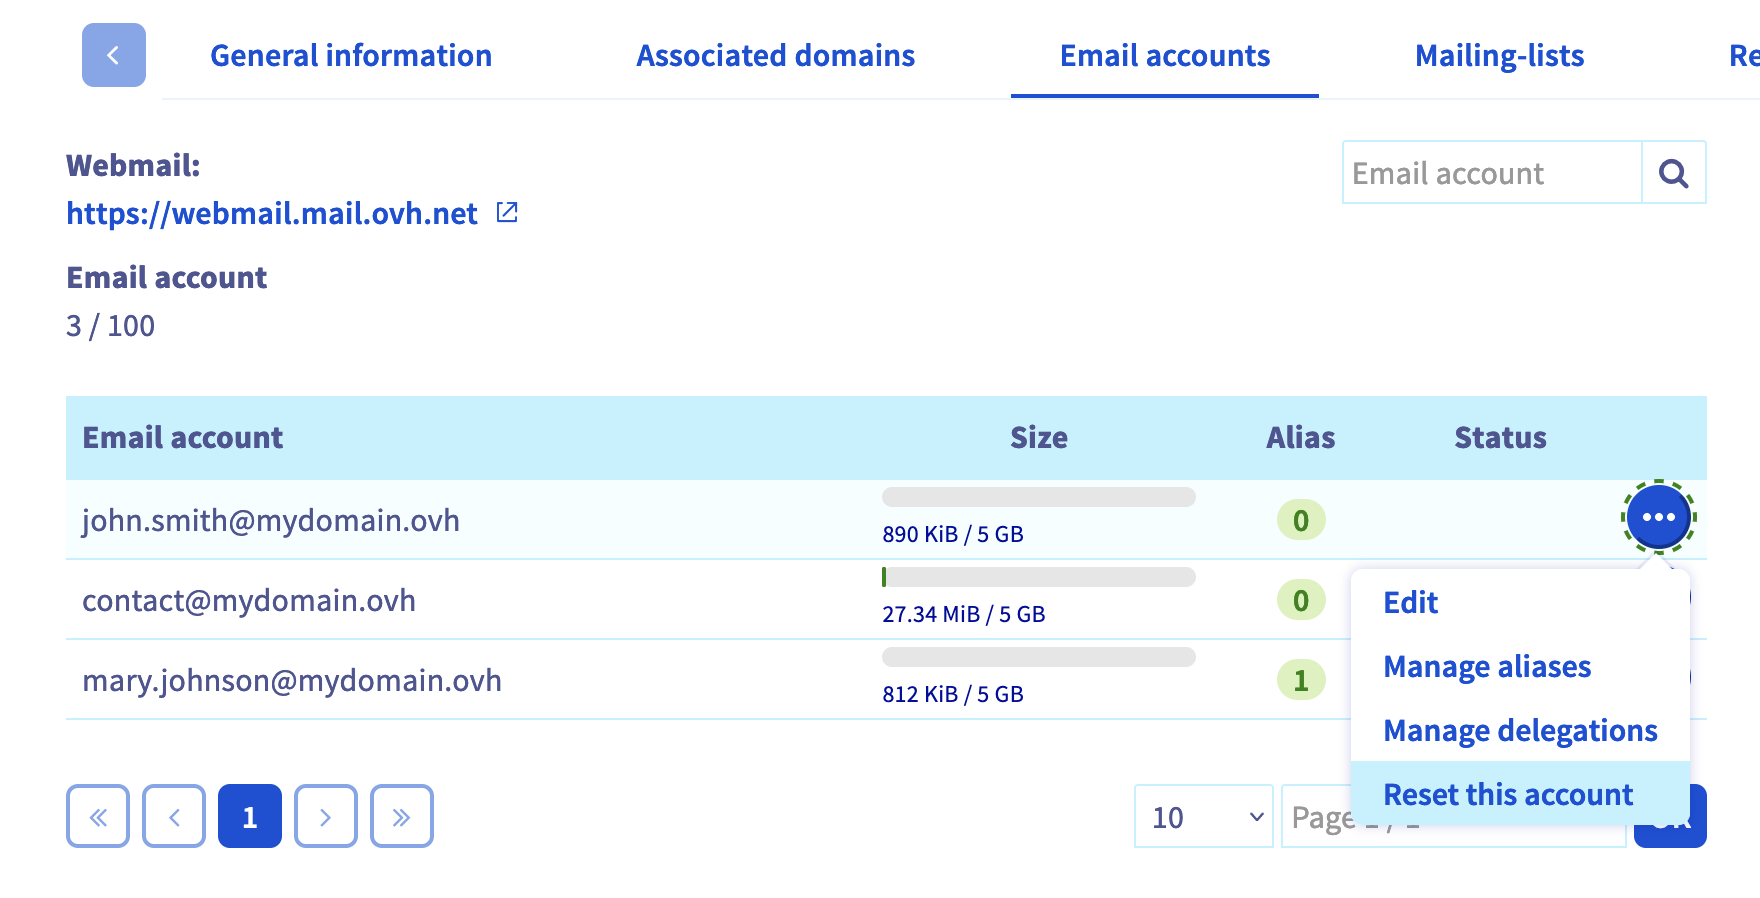 General information
Associated domains
Email accounts
Mailing-lists
Re
Webmail:
https://webmail.mail.ovh.net
Email account
Email account
3 / 100
Email account
Size
Alias
Status
john.smith@mydomain.ovh
890 KiB / 5 GB
0
contact@mydomain.ovh
27.34 MiB / 5 GB
0
mary.johnson@mydomain.ovh
812 KiB / 5 GB
1
Edit
Manage aliases
Manage delegations
Reset this account
1
10
Page